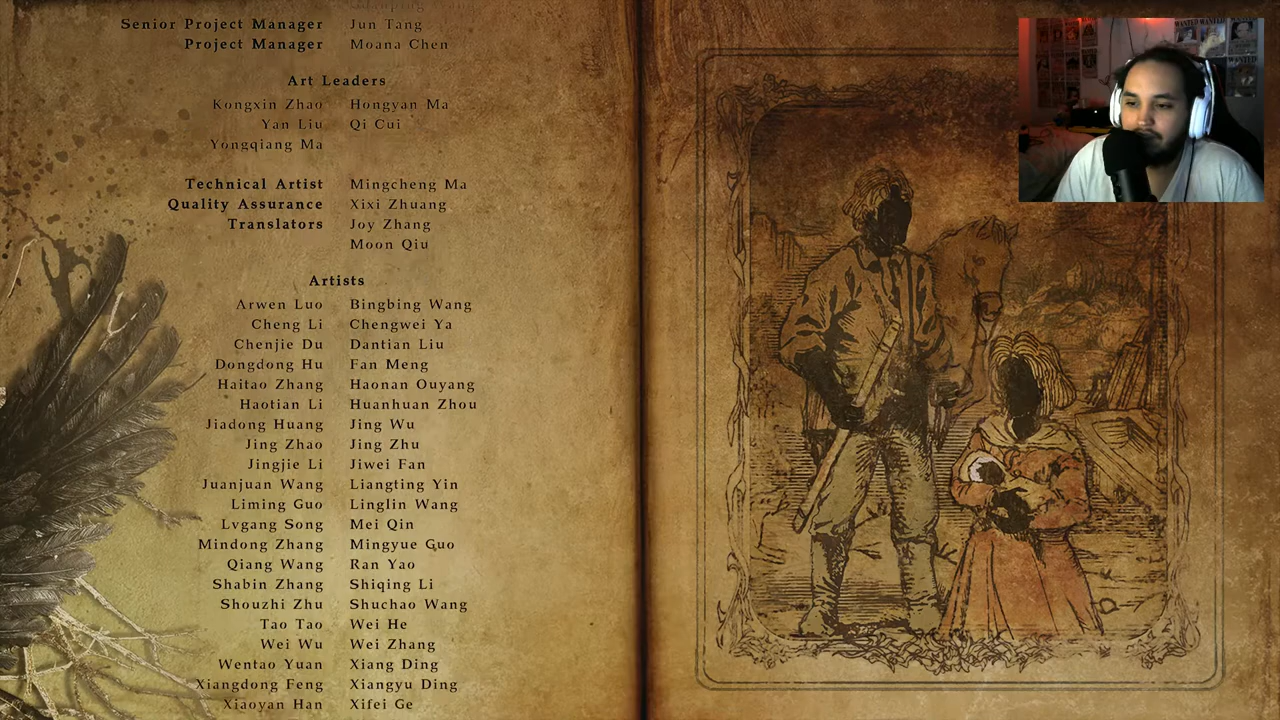 Senior Project Manager Jun Tang
Project Manager Moana Chen
Art Leaders
Kongxin Zhao Hongyan Ma
Yan Liu Qi Cui
Yongqiang Ma
Technical Artist Mingcheng Ma
Quality Assurance Xixi Zhuang
Translators Joy Zhang
Moon Qiu
Artists
Arwen Luo Bingbing Wang
Cheng Li Chengwei Ya
Chenjie Du Dantian Liu
Dongdong Hu Fan Meng
Haitao Zhang Haonan Ouyang
Haotian Li Huanhuan Zhou
Jiadong Huang Jing Wu
Jing Zhao Jing Zhu
Jingjie Li Jiwei Fan
Juanjuan Wang Liangting Yin
Liming Guo Linglin Wang
Lvgang Song Mei Qin
Mindong Zhang Mingyue Guo
Qiang Wang Ran Yao
Shabin Zhang Shiqing Li
Shouzhi Zhu Shuchao Wang
Tao Tao Wei He
Wei Wu Wei Zhang
Wentao Yuan Xiang Ding
Xiangdong Feng Xiangyu Ding
Xiaoyan Han Xifei Ge
WANTED WANTED
WANTED